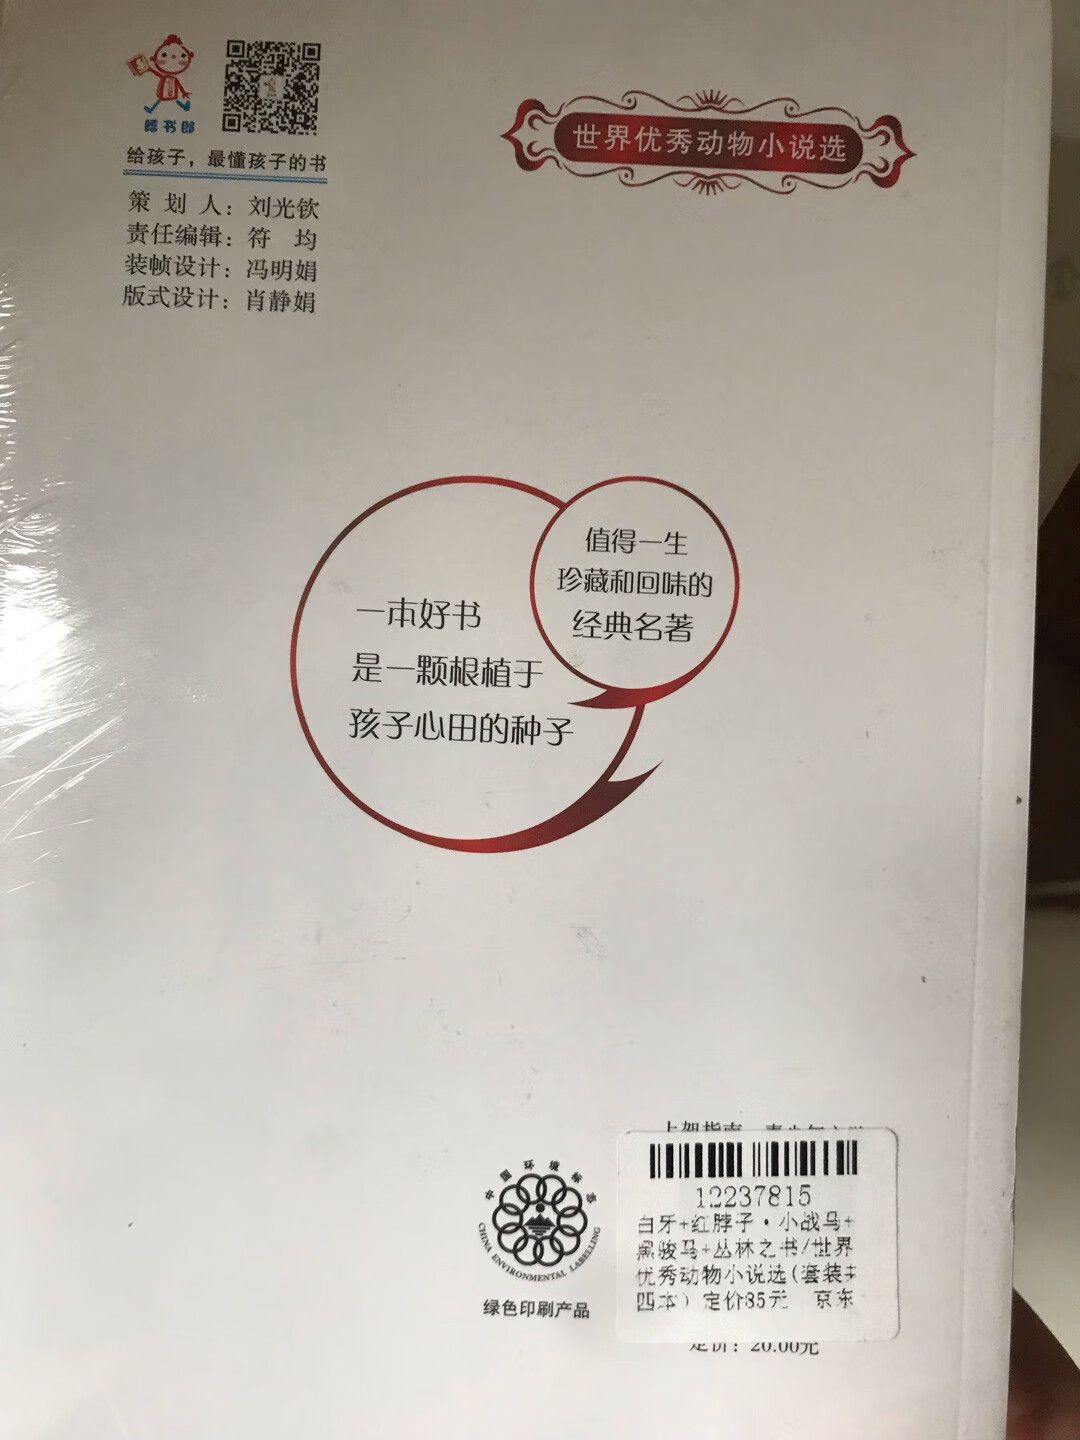 世界优秀动物小说选
给孩子，最懂孩子的书
策 划 人：刘光钦
责任编辑：符 均
装帧设计：冯明娟
版式设计：肖静娟
值得一生
珍藏和回味的
经典名著
一本好书
是一颗根植于
孩子心田的种子
中国环境标志
CHINA ENVIRONMENTAL LABELLING
绿色印刷产品
上架指南
12237815
白牙+红脖子·小战马+
黑骏马+丛林之书/世界
优秀动物小说选(套装共
四本) 定价85元 京东
定价：20.00元